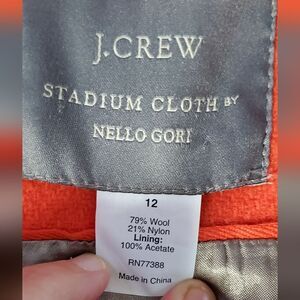 J.CREW
STADIUM CLOTH BY
NELLO GORI
12
79% Wool
21% Nylon
Lining:
100% Acetate
RN77388
Made in China